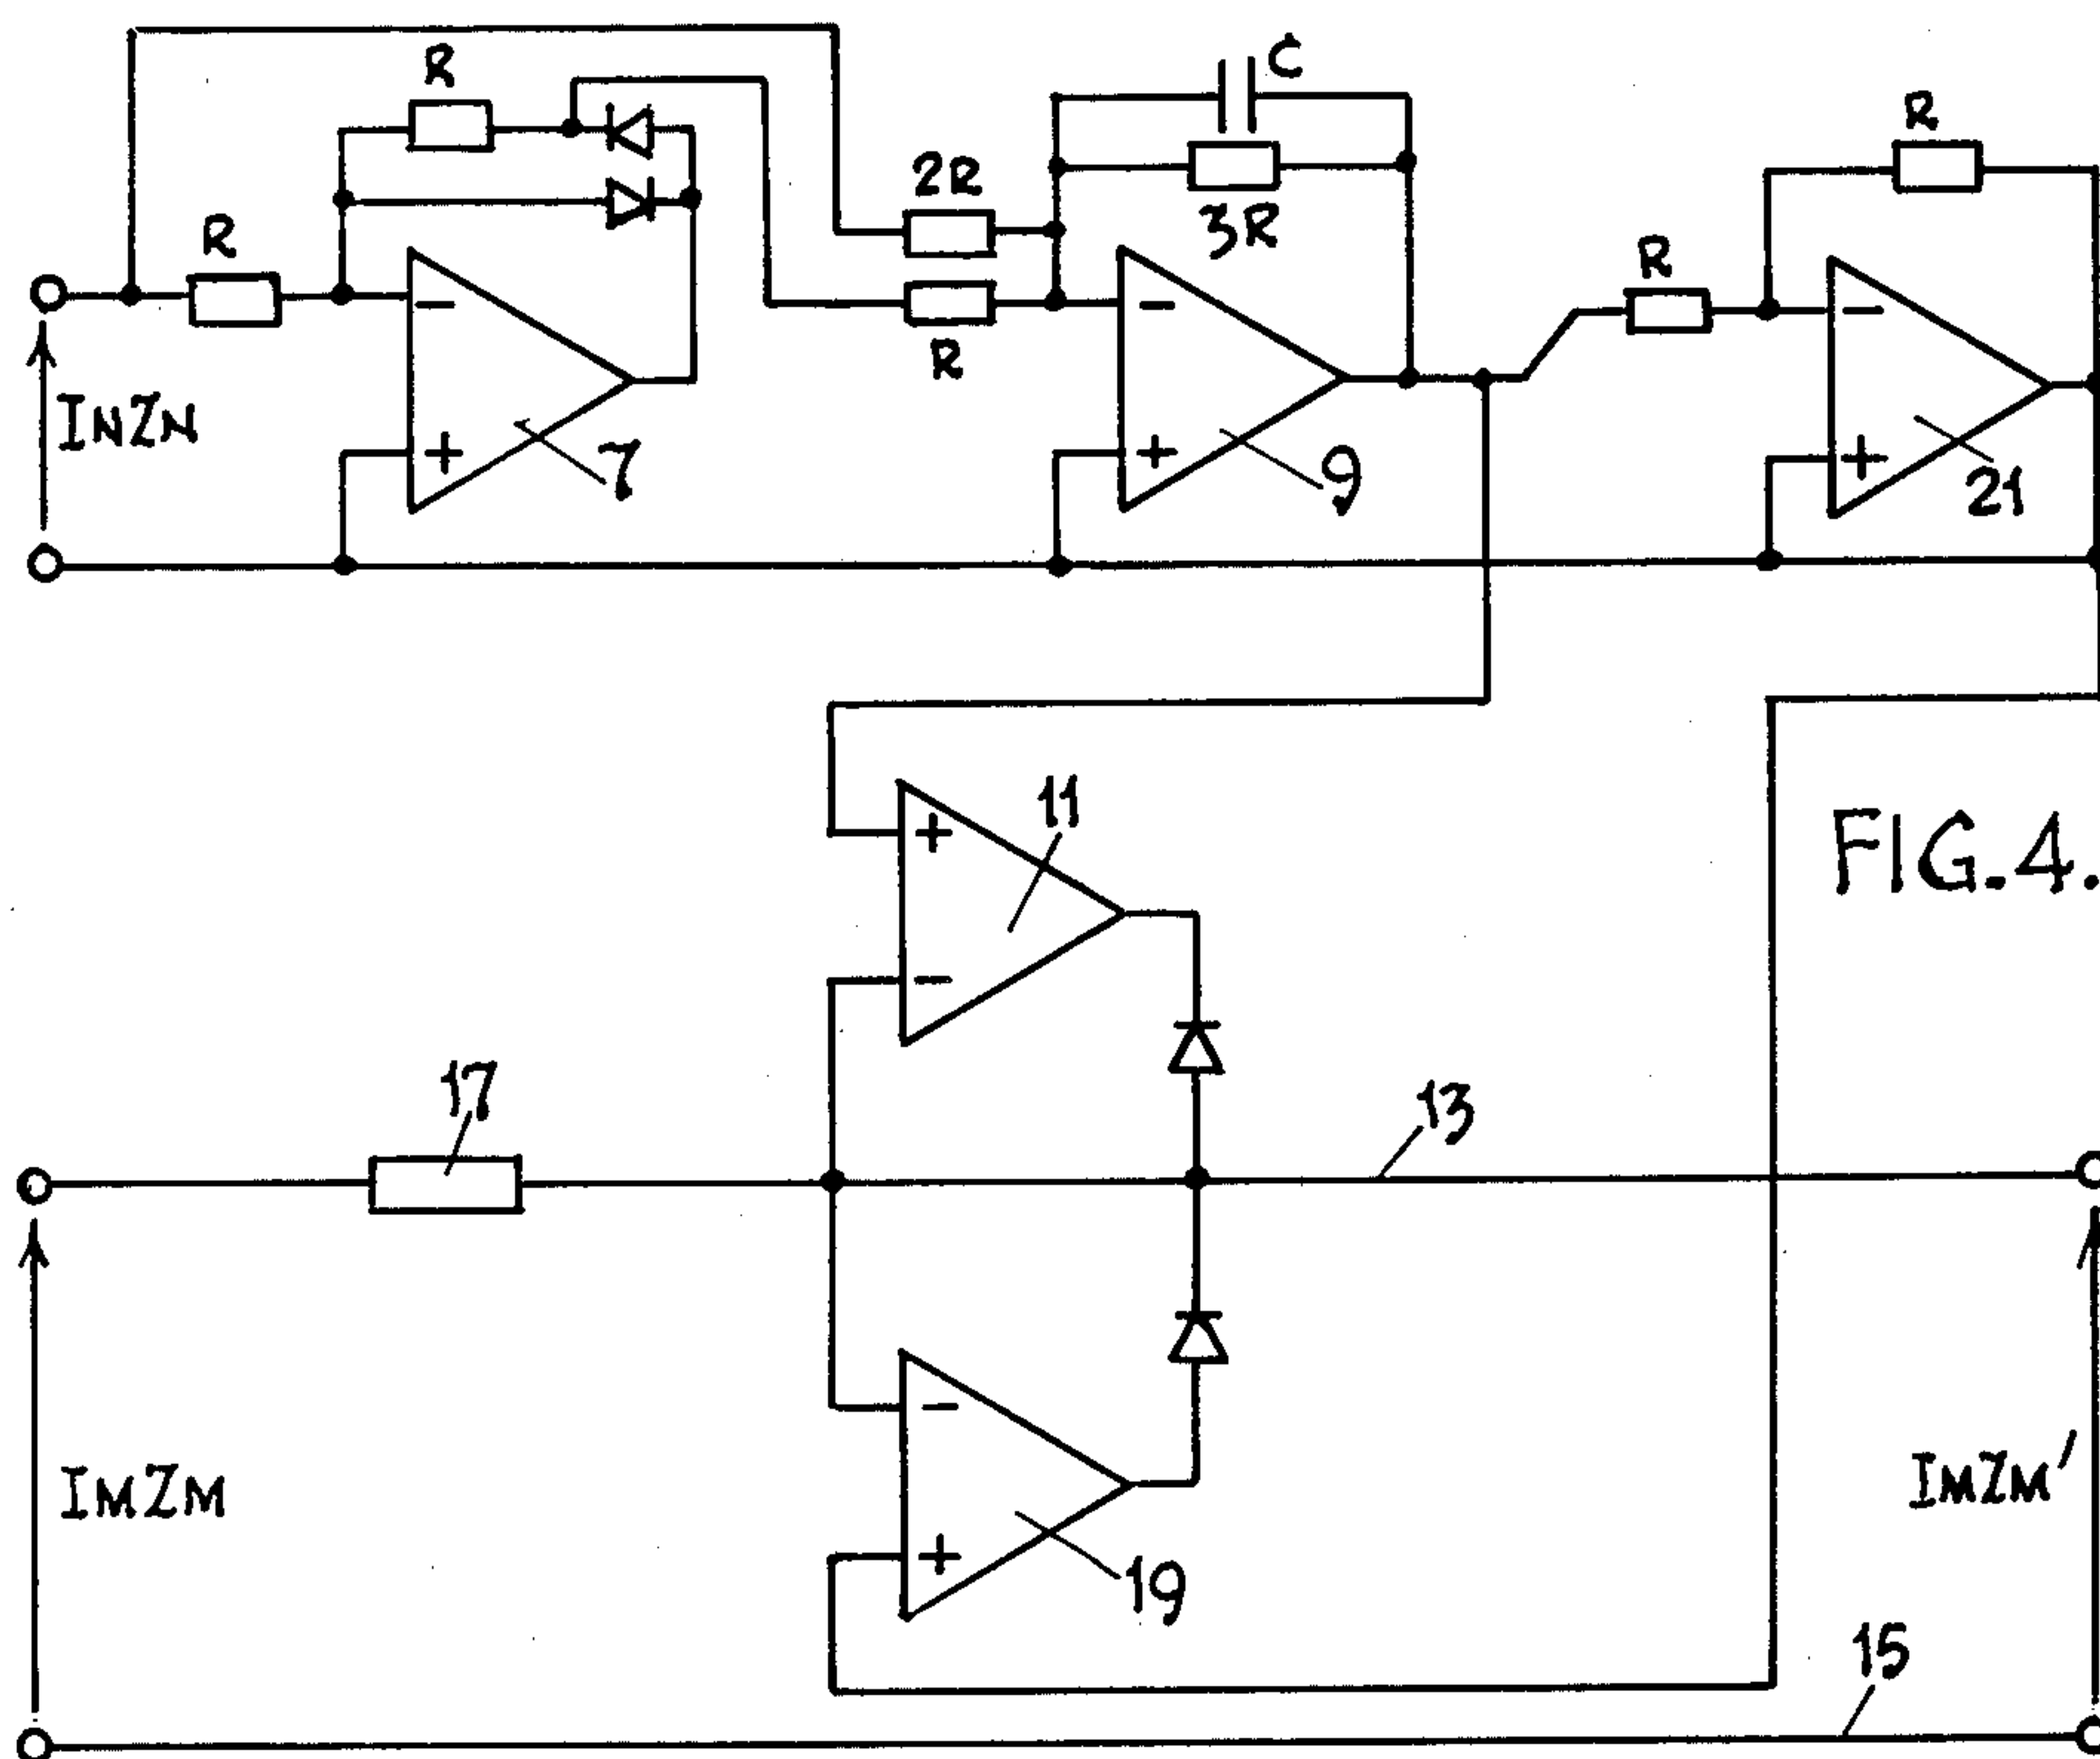 R
C
R
2R
R
3R
R
R
-
-
-
INZN
R
+
+
+
7
9
21
11
+
FIG.4.
-
17
13
-
IMZM
IMZM'
+
19
15